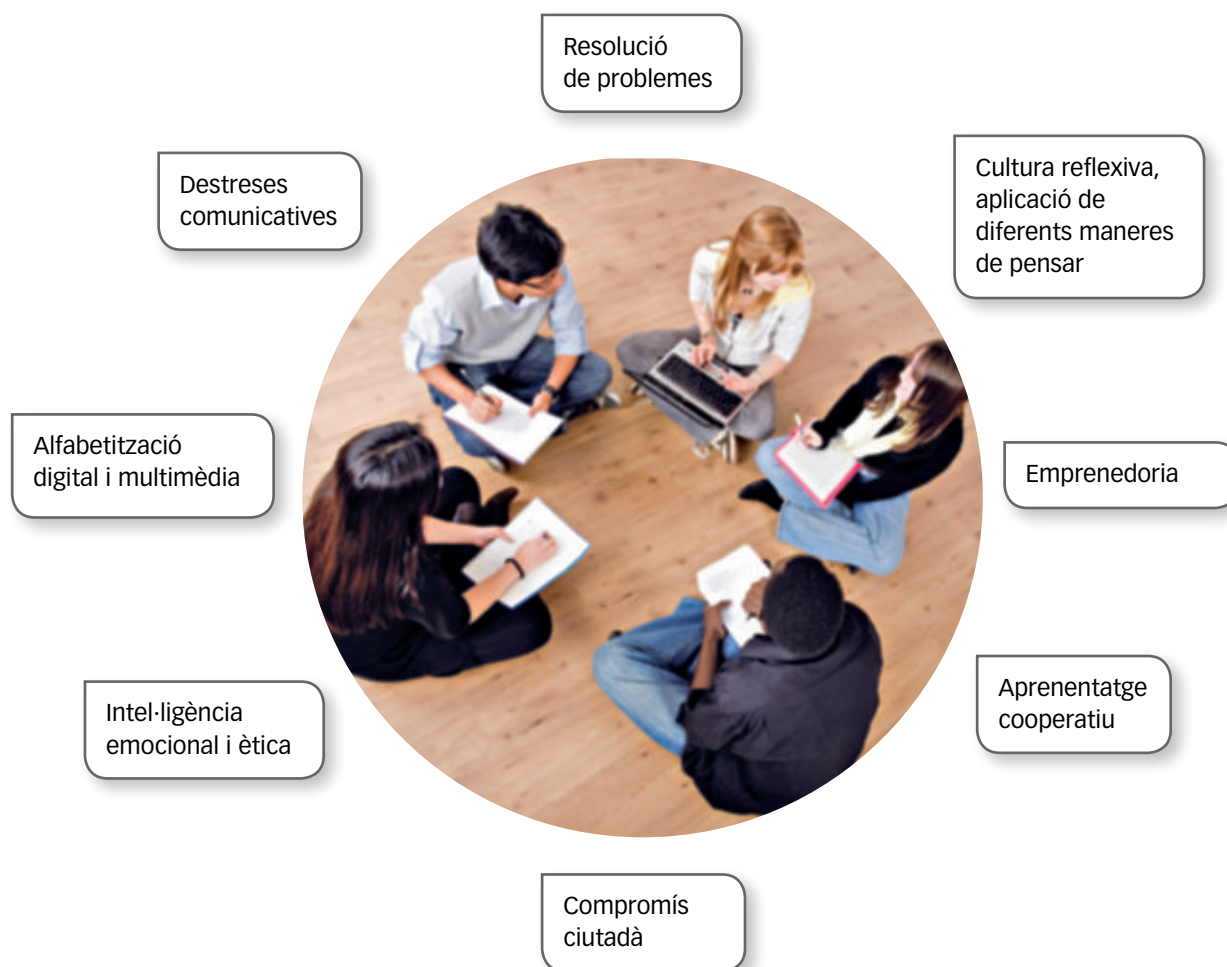 Resolució
de problemes
Destreses
comunicatives
Cultura reflexiva,
aplicació de
diferents maneres
de pensar
Alfabetització
digital i multimèdia
Emprenedoria
Intel·ligència
emocional i ètica
Aprenentatge
cooperatiu
Compromís
ciutadà